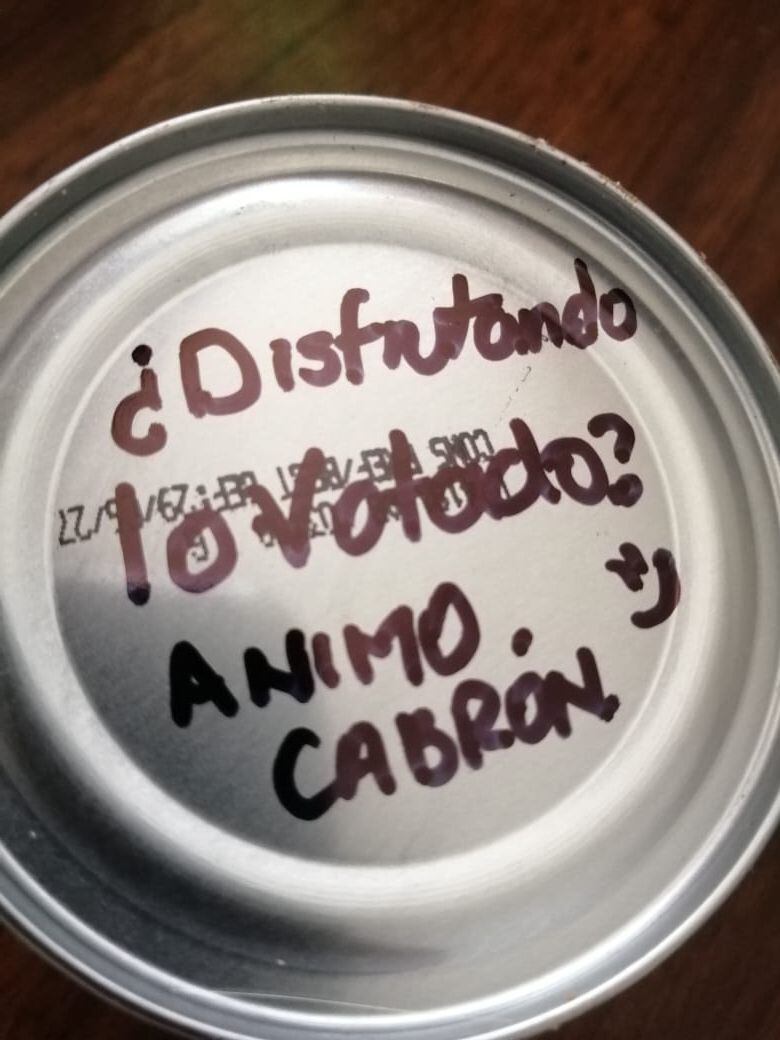 ¿Disfrutando
lo Votado?
ANIMO.
CABRÓN
:)